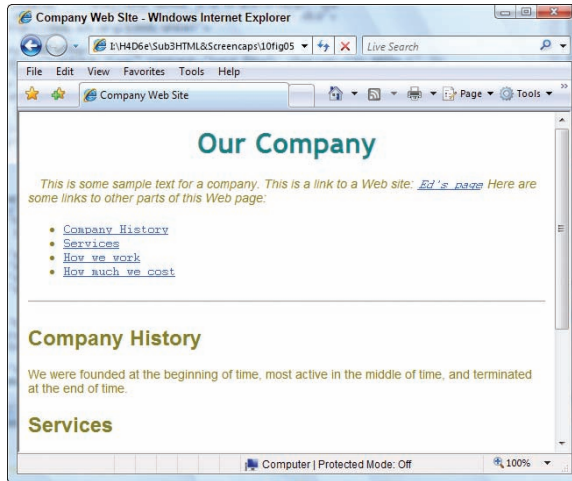 Company Web Site - Windows Internet Explorer
I:\H4D6e\Sub3HTML&Screencaps\10fig05
Live Search
File Edit View Favorites Tools Help
Company Web Site
Page Tools »
Our Company
This is some sample text for a company. This is a link to a Web site: Ed's page Here are
some links to other parts of this Web page:
• Company History
• Services
• How we work
• How much we cost
Company History
We were founded at the beginning of time, most active in the middle of time, and terminated
at the end of time.
Services
Computer | Protected Mode: Off
100%